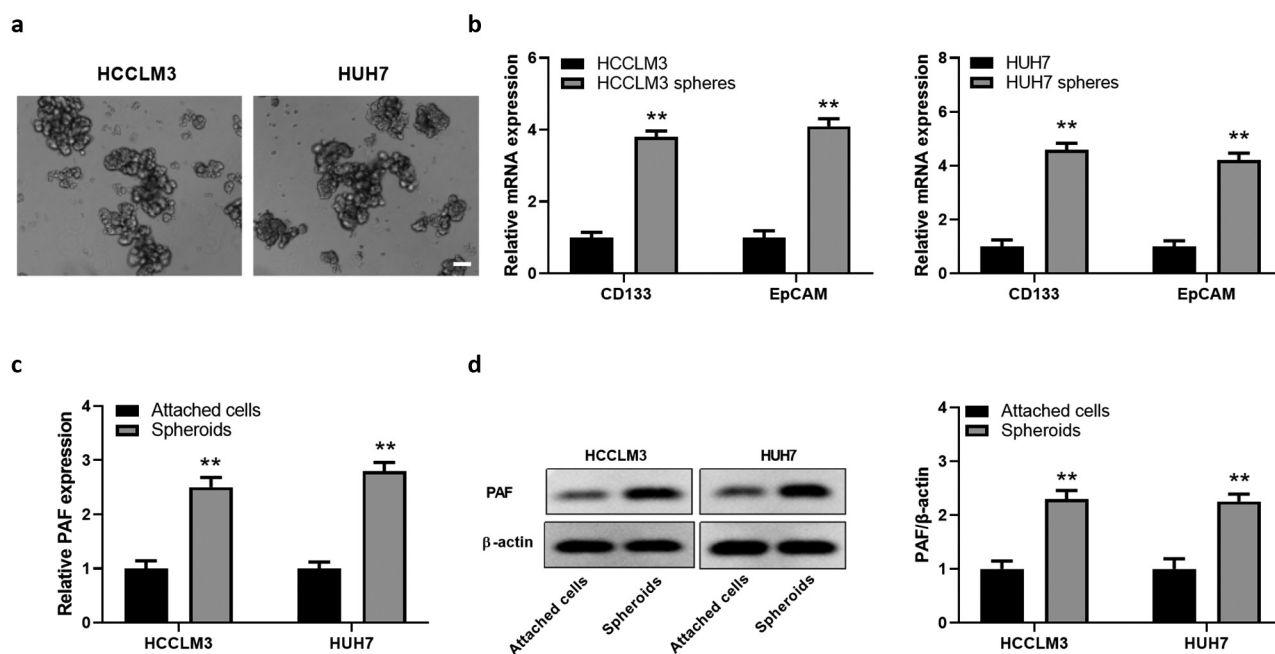 a
HCCLM3
HUH7
b
Relative mRNA expression
6
4
2
0
HCCLM3
HCCLM3 spheres
**
**
CD133
EpCAM
Relative mRNA expression
8
6
4
2
0
HUH7
HUH7 spheres
**
**
CD133
EpCAM
c
Relative PAF expression
4
3
2
1
0
Attached cells
Spheroids
**
**
HCCLM3
HUH7
d
HCCLM3
HUH7
PAF
β-actin
Attached cells
Spheroids
Attached cells
Spheroids
PAF/β-actin
4
3
2
1
0
Attached cells
Spheroids
**
**
HCCLM3
HUH7